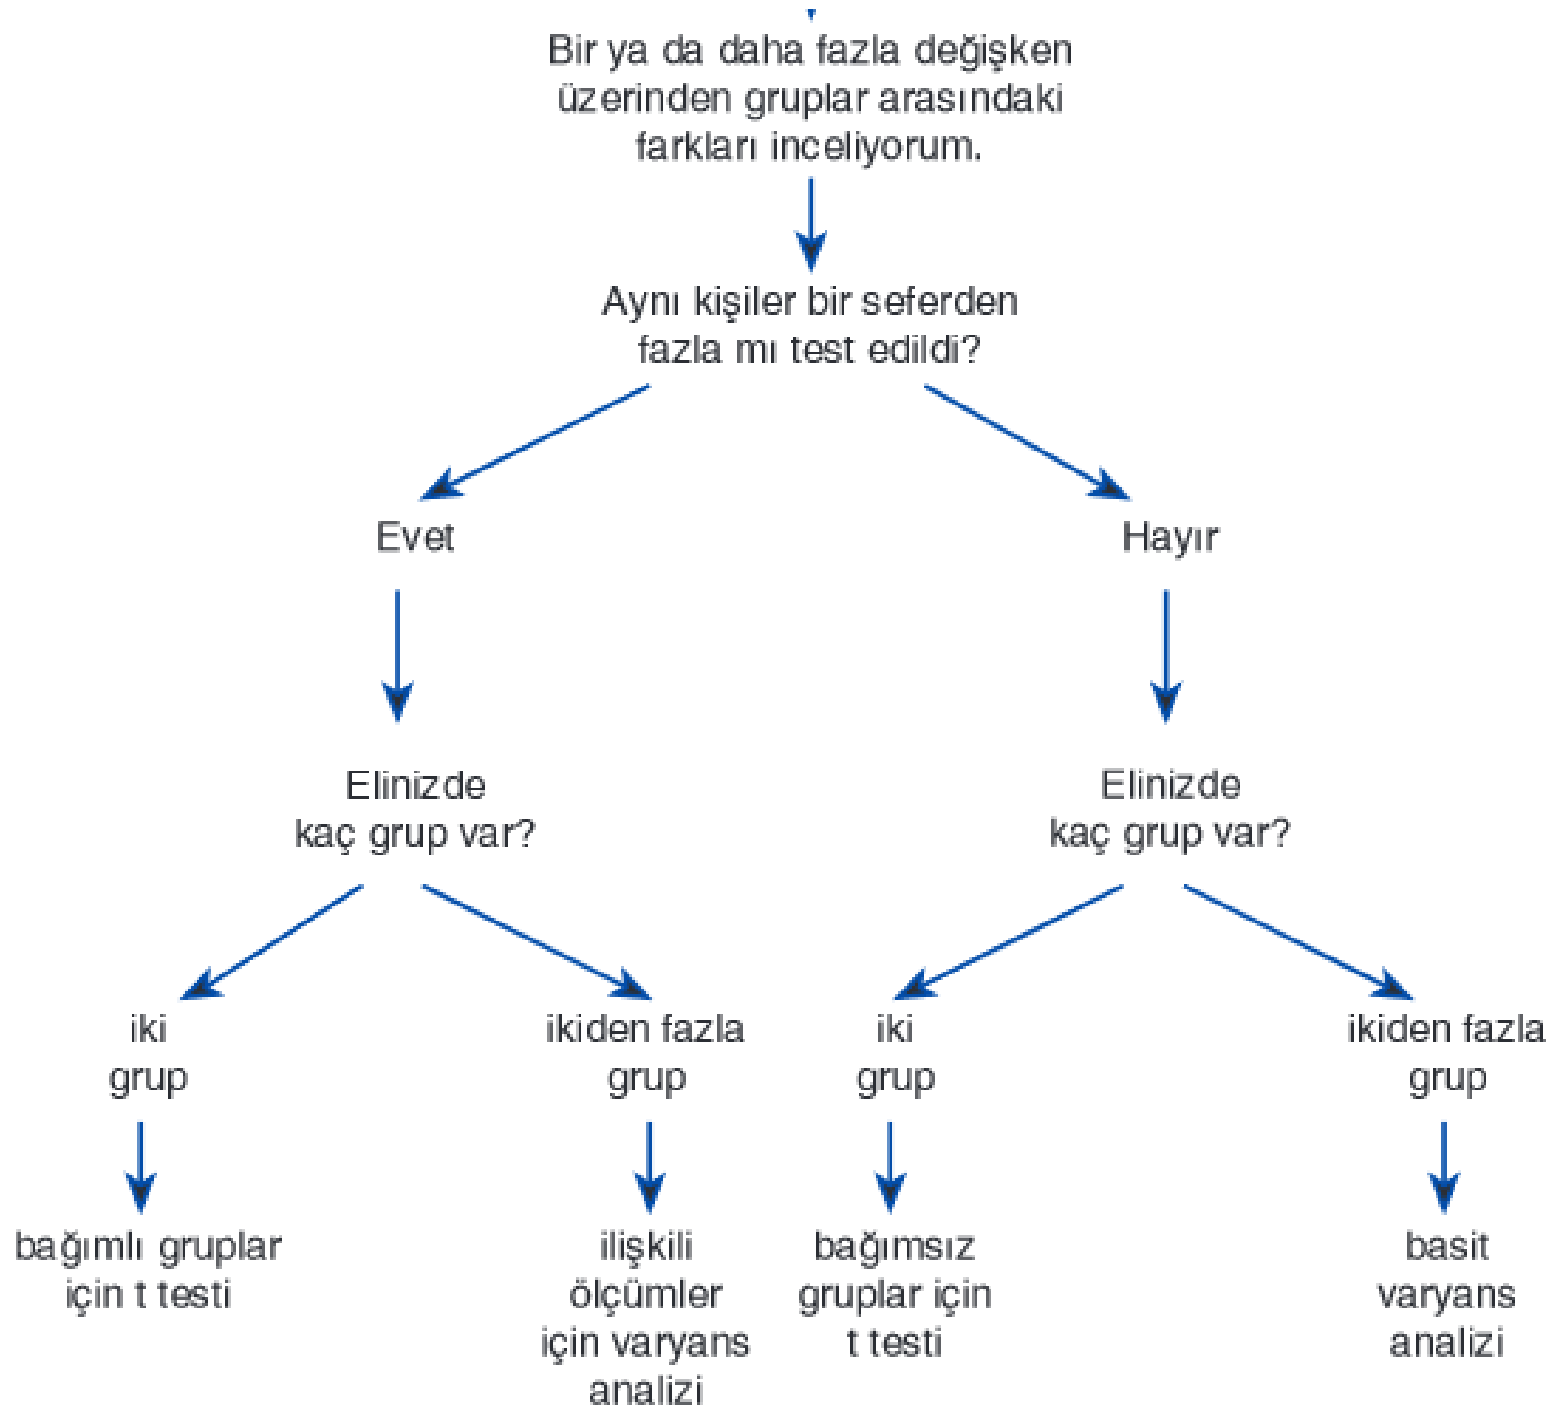 Bir ya da daha fazla değişken
üzerinden gruplar arasındaki
farkları inceliyorum.
Aynı kişiler bir seferden
fazla mı test edildi?
Evet
Hayır
Elinizde
kaç grup var?
Elinizde
kaç grup var?
iki
grup
ikiden fazla
grup
iki
grup
ikiden fazla
grup
bağımlı gruplar
için t testi
ilişkili
ölçümler
için varyans
analizi
bağımsız
gruplar için
t testi
basit
varyans
analizi